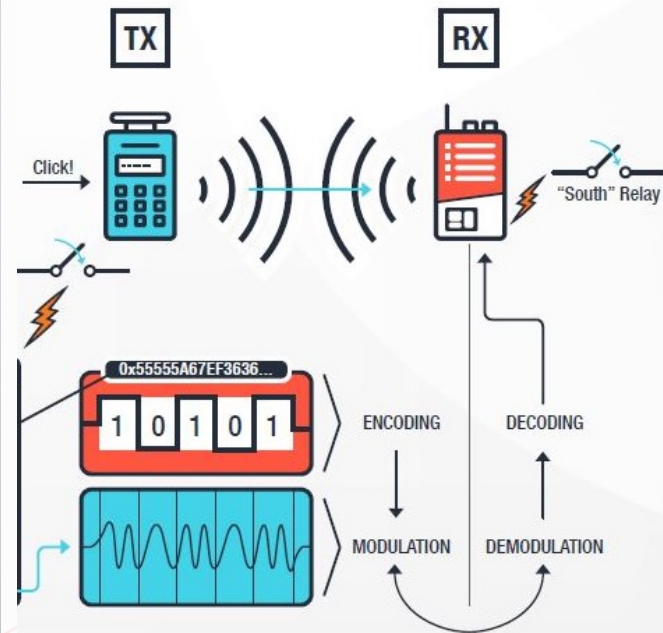 TX
RX
Click!
"South" Relay
0x55555A67EF3636...
1 0 1 0 1
ENCODING
DECODING
MODULATION
DEMODULATION